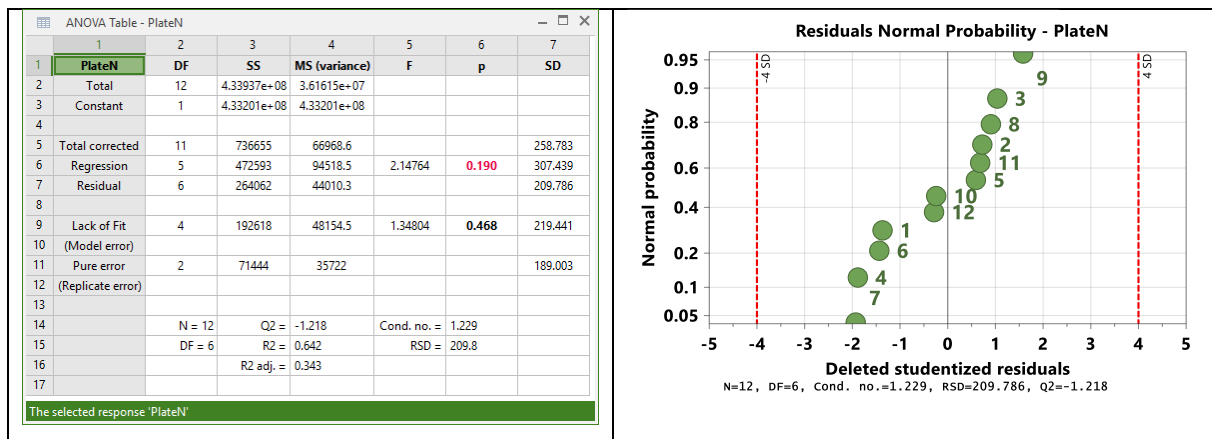 ANOVA Table - PlateN
1 2 3 4 5 6 7
1 PlateN DF SS MS (variance) F p SD
2 Total 12 4.33937e+08 3.61615e+07
3 Constant 1 4.33201e+08 4.33201e+08
4
5 Total corrected 11 736655 66968.6 258.783
6 Regression 5 472593 94518.5 2.14764 0.190 307.439
7 Residual 6 264062 44010.3 209.786
8
9 Lack of Fit 4 192618 48154.5 1.34804 0.468 219.441
10 (Model error)
11 Pure error 2 71444 35722 189.003
12 (Replicate error)
13
14 N = 12 Q2 = -1.218 Cond. no. = 1.229
15 DF = 6 R2 = 0.642 RSD = 209.8
16 R2 adj. = 0.343
17
The selected response 'PlateN'
Residuals Normal Probability - PlateN
Normal probability
0.95
0.9
0.8
0.6
0.4
0.2
0.1
0.05
-4 SD
4 SD
9
3
8
2
11
5
10
12
1
6
4
7
-5 -4 -3 -2 -1 0 1 2 3 4 5
Deleted studentized residuals
N=12, DF=6, Cond. no.=1.229, RSD=209.786, Q2=-1.218